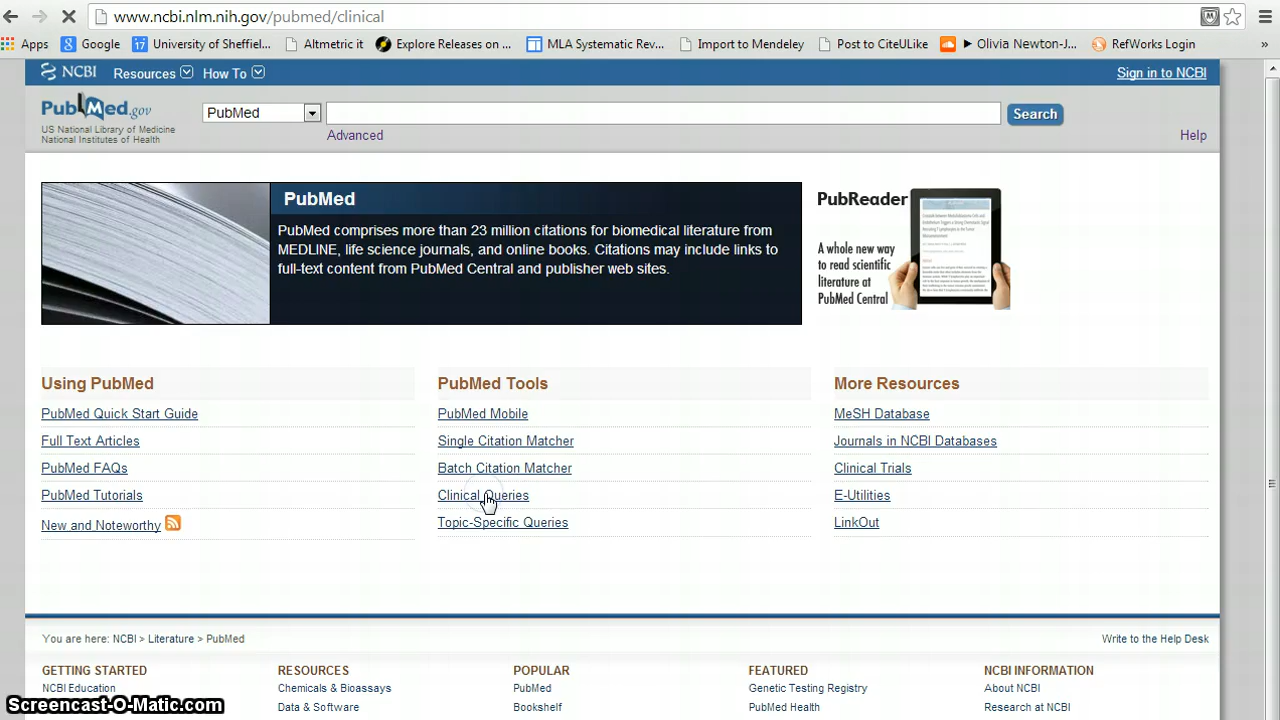 www.ncbi.nlm.nih.gov/pubmed/clinical
Apps Google University of Sheffiel... Altmetric it Explore releases on ... MLA Systematic Rev... Import to Mendeley Post to CiteULike ▶ Olivia Newton-J... RefWorks Login »
NCBI Resources How To Sign in to NCBI
PubMed.gov
US National Library of Medicine
National Institutes of Health
PubMed
Search
Advanced
Help
PubMed
PubMed comprises more than 23 million citations for biomedical literature from
MEDLINE, life science journals, and online books. Citations may include links to
full-text content from PubMed Central and publisher web sites.
PubReader
A whole new way
to read scientific
literature at
PubMed Central
Using PubMed
PubMed Quick Start Guide
Full Text Articles
PubMed FAQs
PubMed Tutorials
New and Noteworthy
PubMed Tools
PubMed Mobile
Single Citation Matcher
Batch Citation Matcher
Clinical Queries
Topic-Specific Queries
More Resources
MeSH Database
Journals in NCBI Databases
Clinical Trials
E-Utilities
LinkOut
You are here: NCBI > Literature > PubMed
Write to the Help Desk
GETTING STARTED
NCBI Education
RESOURCES
Chemicals & Bioassays
Data & Software
POPULAR
PubMed
Bookshelf
FEATURED
Genetic Testing Registry
PubMed Health
NCBI INFORMATION
About NCBI
Research at NCBI
Screencast-O-Matic.com